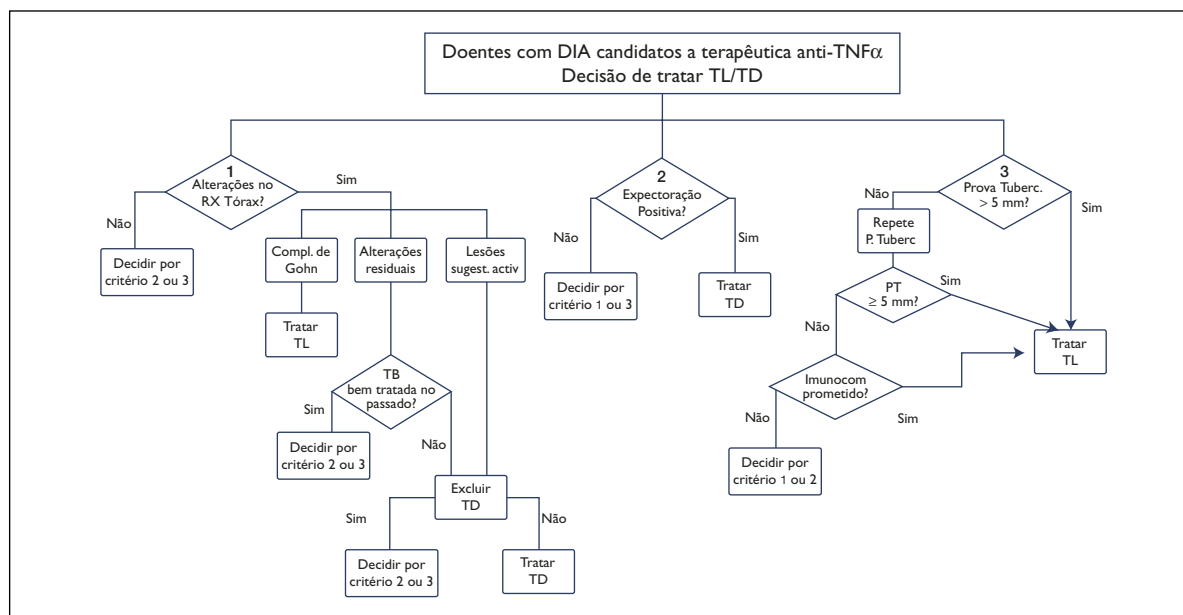 Doentes com DIA candidatos a terapêutica anti-TNFα
Decisão de tratar TL/TD
1
Alterações no
RX Tórax?
Não
Sim
Decidir por
critério 2 ou 3
Compl. de
Gohn
Alterações
residuais
Lesões
sugest. activ
Tratar
TL
TB
bem tratada no
passado?
Sim
Não
Decidir por
critério 2 ou 3
Excluir
TD
Sim
Não
Decidir por
critério 2 ou 3
Tratar
TD
2
Expectoração
Positiva?
Não
Sim
Decidir por
critério 1 ou 3
Tratar
TD
3
Prova Tuberc.
> 5 mm?
Não
Sim
Repete
P. Tuberc
PT
≥ 5 mm?
Sim
Não
Tratar
TL
Imunocom
prometido?
Não
Sim
Decidir por
critério 1 ou 2